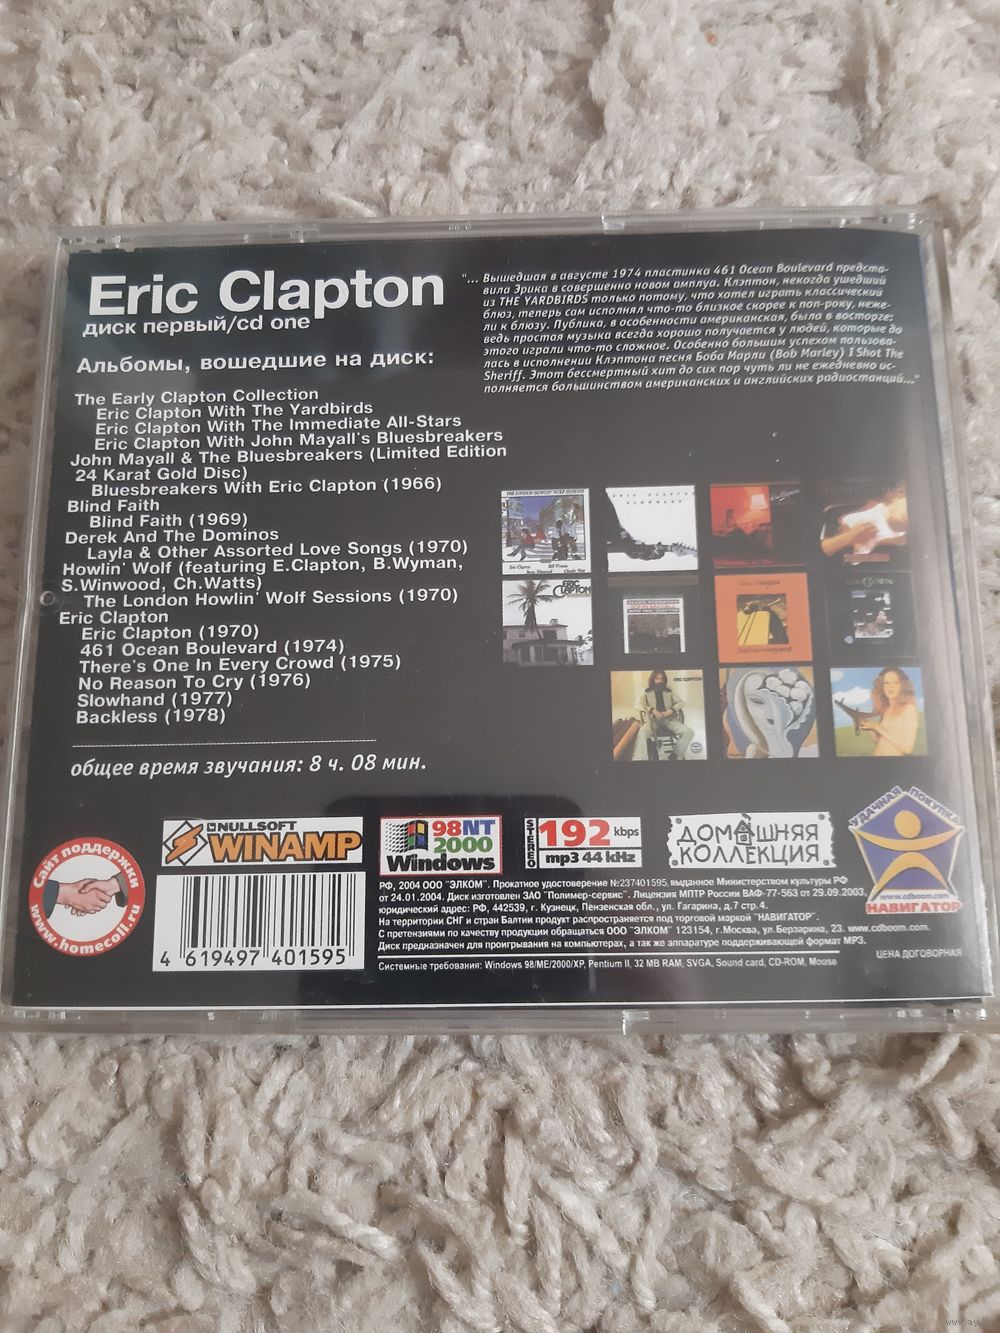 Eric Clapton
диск первый/cd one
Альбомы, вошедшие на диск:
The Early Clapton Collection
Eric Clapton With The Yardbirds
Eric Clapton With The Immediate All-Stars
Eric Clapton With John Mayall's Bluesbreakers
John Mayall & The Bluesbreakers (Limited Edition
24 Karat Gold Disc)
Bluesbreakers With Eric Clapton (1966)
Blind Faith
Blind Faith (1969)
Derek And The Dominos
Layla & Other Assorted Love Songs (1970)
Howlin' Wolf (featuring E.Clapton, B.Wyman,
S.Winwood, Ch.Watts)
The London Howlin' Wolf Sessions (1970)
Eric Clapton
Eric Clapton (1970)
461 Ocean Boulevard (1974)
There's One In Every Crowd (1975)
No Reason To Cry (1976)
Slowhand (1977)
Backless (1978)
общее время звучания: 8 ч. 08 мин.
"... Вышедшая в августе 1974 пластинка 461 Ocean Boulevard предста-
вила Эрика в совершенно новом амплуа. Клэптон, некогда ушедший
из THE YARDBIRDS только потому, что хотел играть классический
блюз, теперь сам исполнял что-то близкое скорее к поп-року, неже-
ли к блюзу. Публика, в особенности американская, была в восторге;
ведь простая музыка всегда хорошо получается у людей, которые до
этого играли что-то сложное. Особенно большим успехом пользова-
лась в исполнении Клэптона песня Боба Марли (Bob Marley) I Shot The
Sheriff. Этот бессмертный хит до сих пор чуть ли не ежедневно ис-
полняется большинством американских и английских радиостанций..."
THE LONDON HOWLIN' WOLF SESSIONS
ERIC CLAPTON
ERIC CLAPTON
ERIC CLAPTON
Сайт поддержки
www.homecoll.ru
NULLSOFT
WINAMP
98NT
2000
Windows
STEREO
192 kbps
mp3 44 kHz
ДОМАШНЯЯ
КОЛЛЕКЦИЯ
УДАЧНАЯ ПОКУПКА
www.cdboom.com
НАВИГАТОР
4 619497 401595
РФ, 2004 ООО "ЭЛКОМ". Прокатное удостоверение №237401595, выданное Министерством культуры РФ
от 24.01.2004. Диск изготовлен ЗАО "Полимер-сервис". Лицензия МПТР России ВАФ-77-563 от 29.09.2003,
юридический адрес: РФ, 442539, г. Кузнецк, Пензенская обл., ул. Гагарина, д.7 стр.4.
На территории СНГ и стран Балтии продукт распространяется под торговой маркой "НАВИГАТОР".
С претензиями по качеству продукции обращаться ООО "ЭЛКОМ" 123154, г.Москва, ул.Берзарина, 23. www.cdboom.com.
Диск предназначен для проигрывания на компьютерах, а так же аппаратуре поддерживающей формат MP3.
ЦЕНА ДОГОВОРНАЯ
Системные требования: Windows 98/ME/2000/XP, Pentium II, 32 MB RAM, SVGA, Sound card, CD-ROM, Mouse